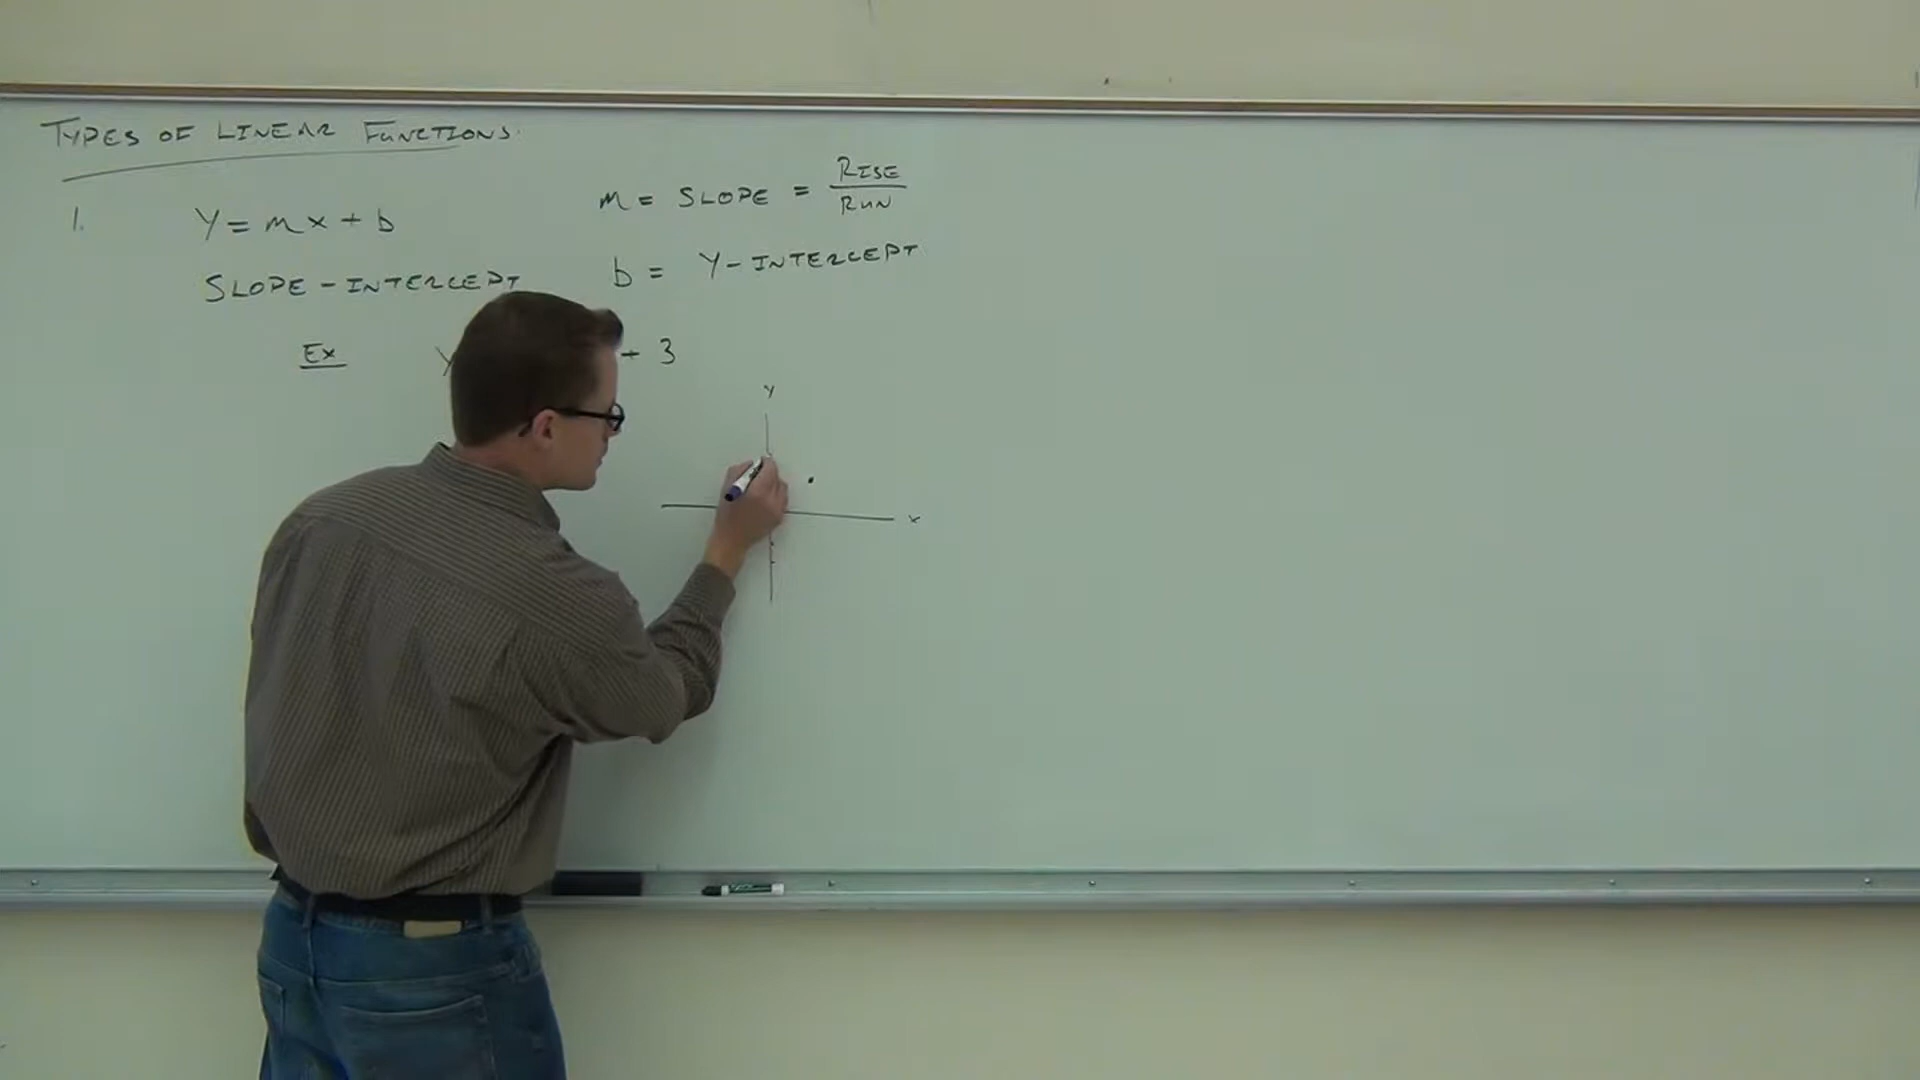 TYPES OF LINEAR FUNCTIONS.
m = SLOPE = RISE
RUN
1. Y = mx + b
SLOPE-INTERCEPT
b = Y-INTERCEPT
Ex Y + 3
Y
x